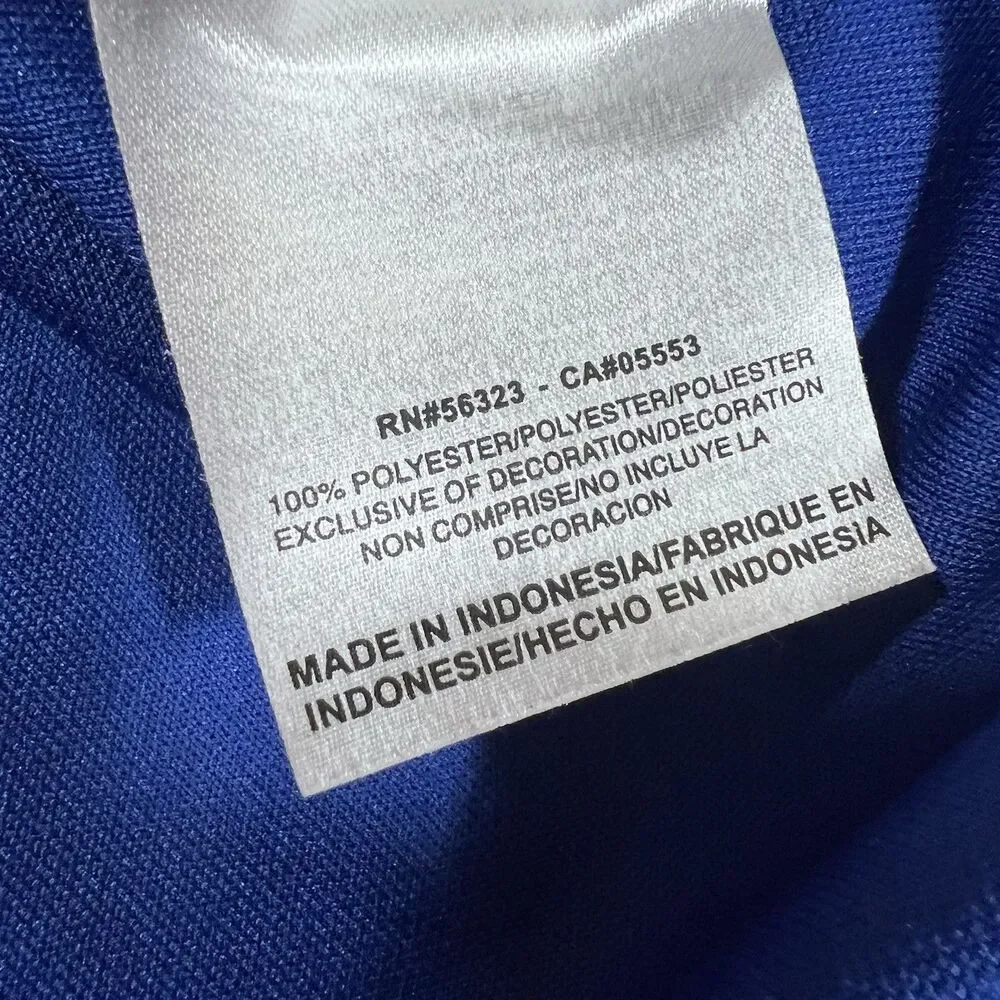 RN#56323 - CA#05553
100% POLYESTER/POLYESTER/POLIESTER
EXCLUSIVE OF DECORATION/DECORATION
NON COMPRISE/NO INCLUYE LA
DECORACION
MADE IN INDONESIA/FABRIQUE EN
INDONESIE/HECHO EN INDONESIA